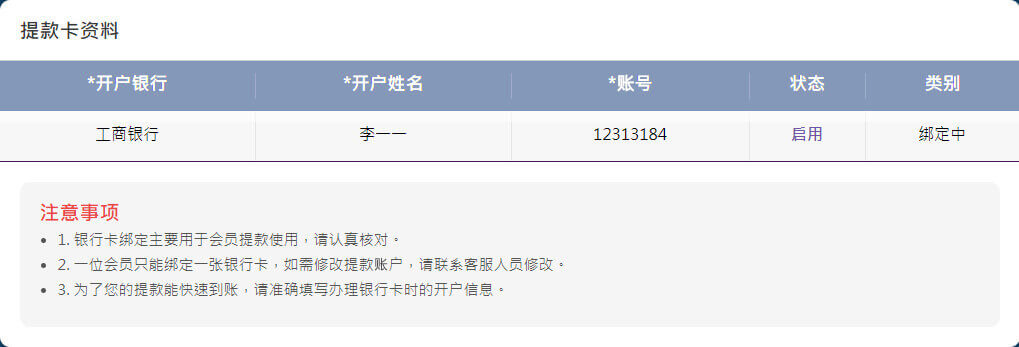 提款卡资料
*开户银行 *开户姓名 *账号 状态 类别
工商银行 李一一 12313184 启用 绑定中
注意事项
• 1. 银行卡绑定主要用于会员提款使用，请认真核对。
• 2. 一位会员只能绑定一张银行卡，如需修改提款账户，请联系客服人员修改。
• 3. 为了您的提款能快速到账，请准确填写办理银行卡时的开户信息。